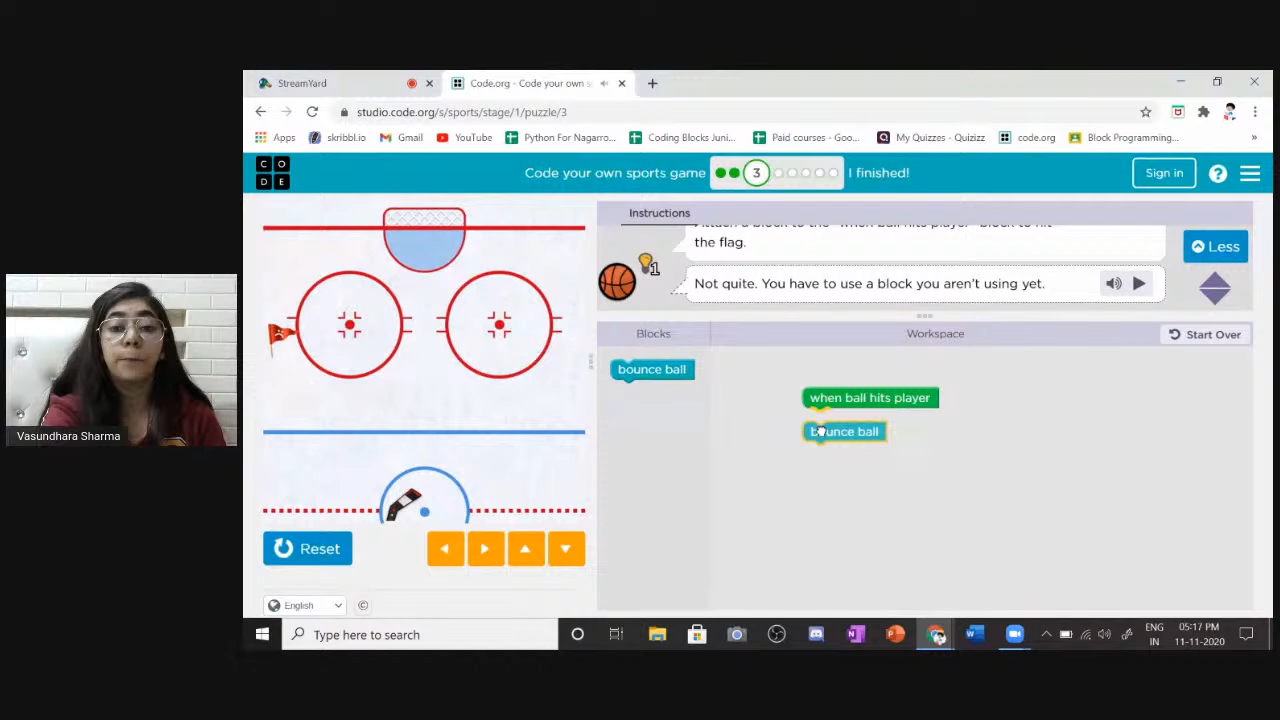 StreamYard
Code.org - Code your own s
studio.code.org/s/sports/stage/1/puzzle/3
Apps
skribbl.io
Gmail
YouTube
Python For Nagarro...
Coding Blocks Juni...
Paid courses - Goo...
My Quizzes - Quizizz
code.org
Block Programming...
»
C O
D E
Code your own sports game
3
I finished!
Sign in
?
Instructions
the flag.
Less
1
Not quite. You have to use a block you aren't using yet.
Blocks
Workspace
Start Over
bounce ball
when ball hits player
bounce ball
Vasundhara Sharma
Reset
English
©
Type here to search
ENG
IN
05:17 PM
11-11-2020